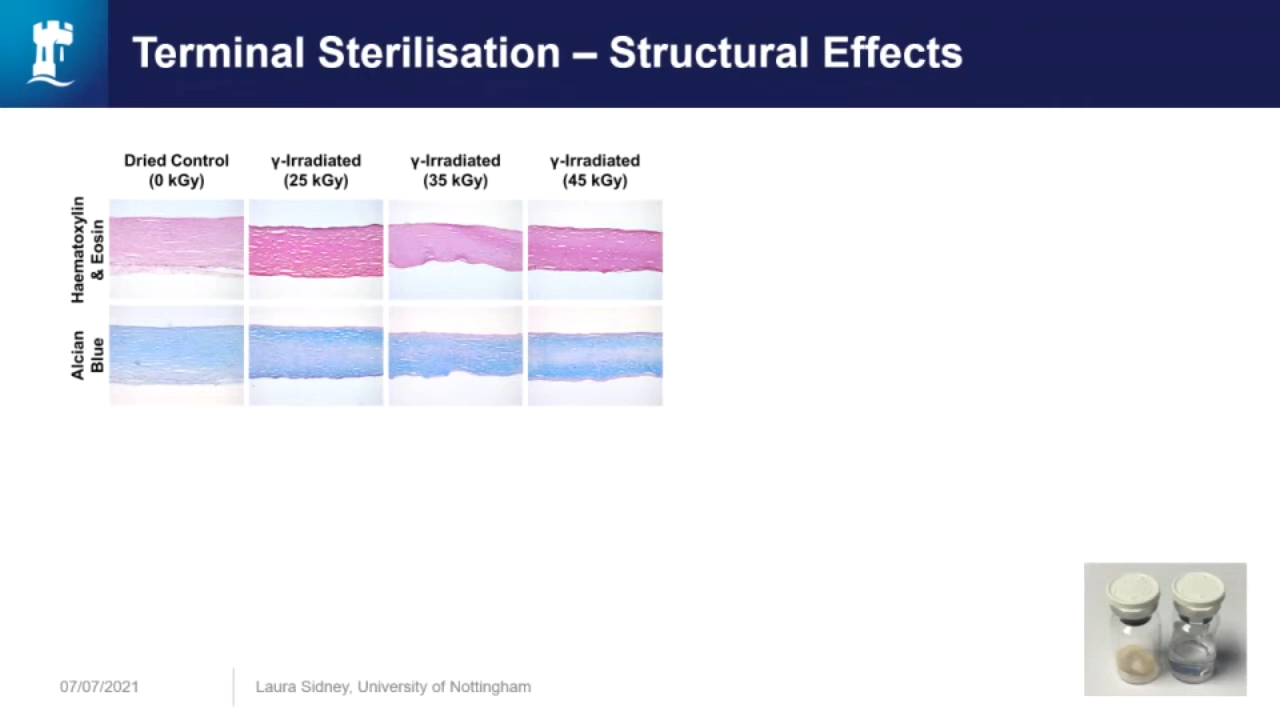 Terminal Sterilisation – Structural Effects
Dried Control
(0 kGy)
γ-Irradiated
(25 kGy)
γ-Irradiated
(35 kGy)
γ-Irradiated
(45 kGy)
Haematoxylin
& Eosin
Alcian
Blue
07/07/2021
Laura Sidney, University of Nottingham